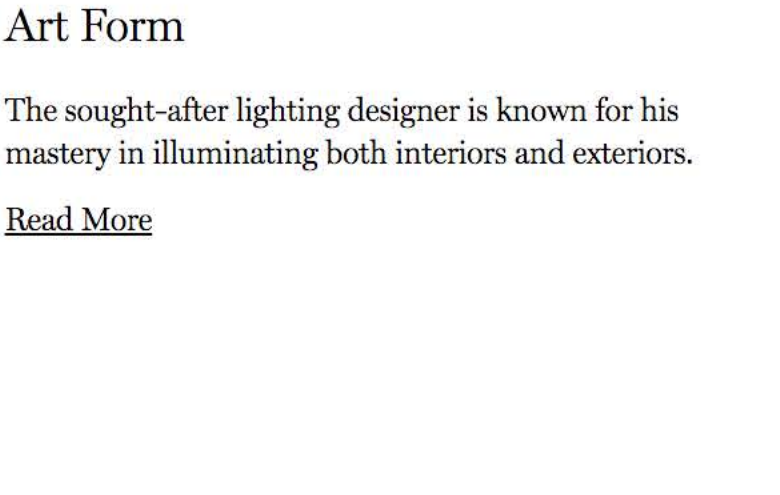 Art Form
The sought-after lighting designer is known for his
mastery in illuminating both interiors and exteriors.
Read More